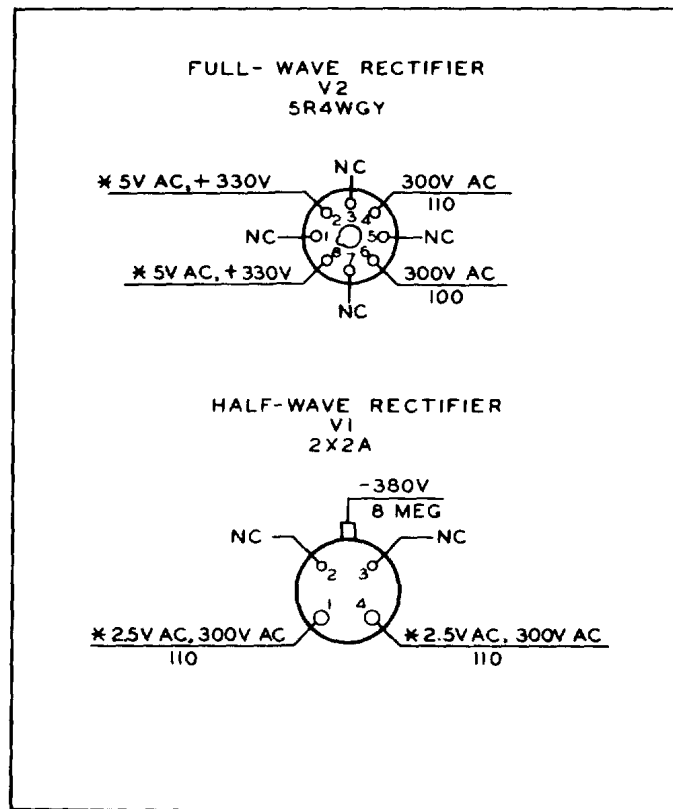 FULL-WAVE RECTIFIER
V2
5R4WGY
NC
* 5V AC, + 330V
300V AC
110
2 3 4
NC 1 5 NC
8 7 6
* 5V AC, +330V
300V AC
100
NC
HALF-WAVE RECTIFIER
V1
2X2A
-380V
8 MEG
NC NC
2 3
1 4
* 2.5V AC, 300V AC
110
* 2.5V AC, 300V AC
110